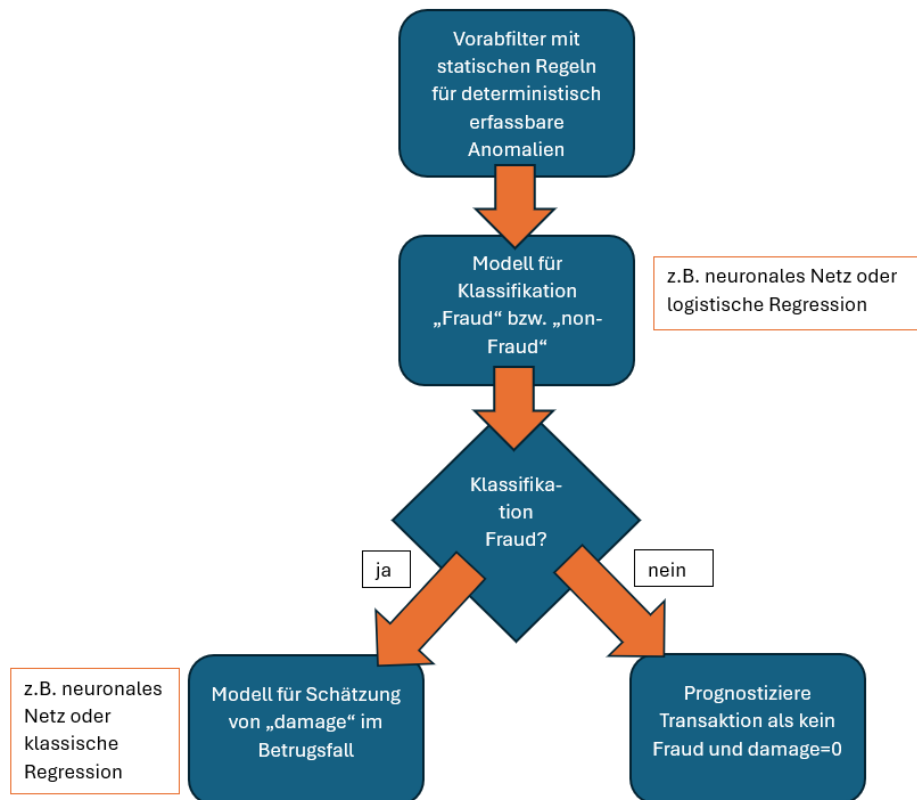 Vorabfilter mit
statischen Regeln
für deterministisch
erfassbare
Anomalien
Modell für
Klassifikation
„Fraud“ bzw. „non-
Fraud“
z.B. neuronales Netz oder
logistische Regression
Klassifika-
tion
Fraud?
ja
nein
z.B. neuronales
Netz oder
klassische
Regression
Modell für Schätzung
von „damage“ im
Betrugsfall
Prognostiziere
Transaktion als kein
Fraud und damage=0